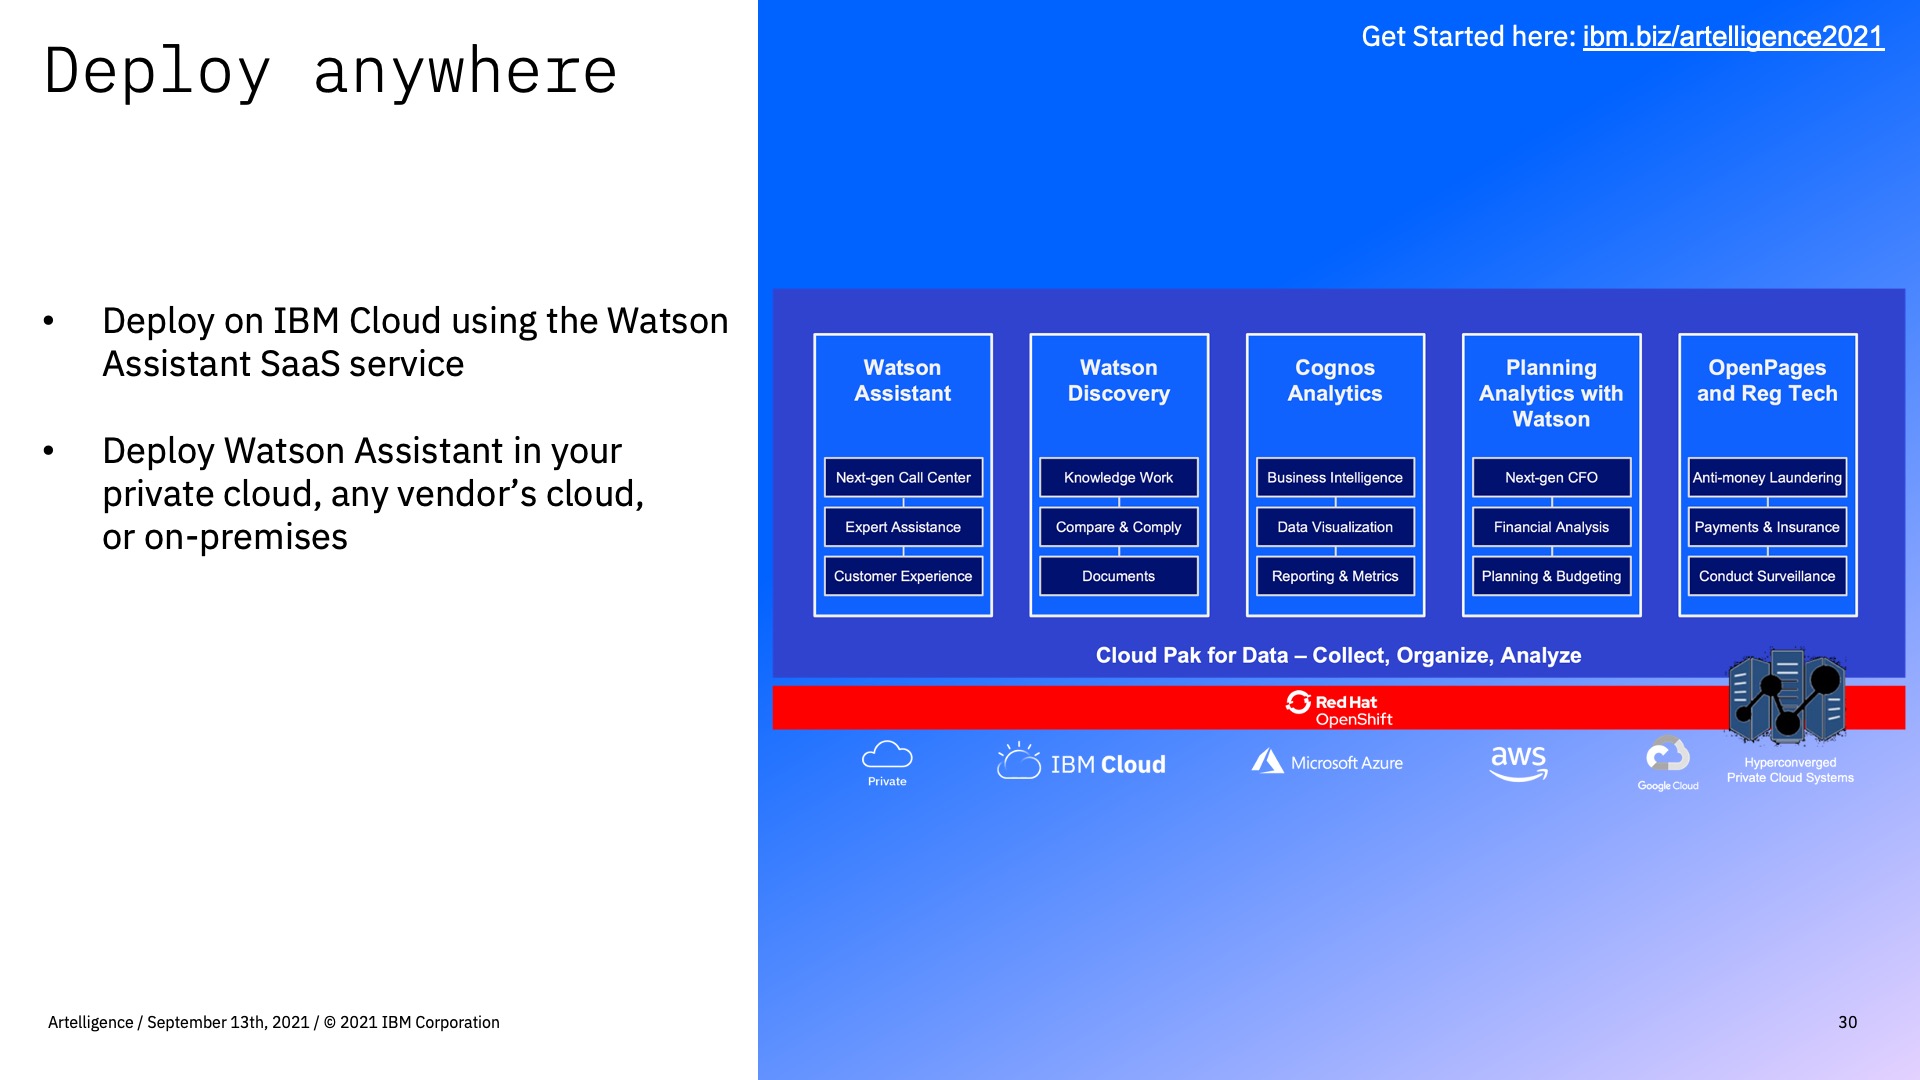 Deploy anywhere
Get Started here: ibm.biz/artelligence2021
• Deploy on IBM Cloud using the Watson
Assistant SaaS service
• Deploy Watson Assistant in your
private cloud, any vendor’s cloud,
or on-premises
Watson
Assistant
Next-gen Call Center
Expert Assistance
Customer Experience
Watson
Discovery
Knowledge Work
Compare & Comply
Documents
Cognos
Analytics
Business Intelligence
Data Visualization
Reporting & Metrics
Planning
Analytics with
Watson
Next-gen CFO
Financial Analysis
Planning & Budgeting
OpenPages
and Reg Tech
Anti-money Laundering
Payments & Insurance
Conduct Surveillance
Cloud Pak for Data – Collect, Organize, Analyze
Red Hat
OpenShift
Private
IBM Cloud
Microsoft Azure
aws
Google Cloud
Hyperconverged
Private Cloud Systems
Artelligence / September 13th, 2021 / © 2021 IBM Corporation
30